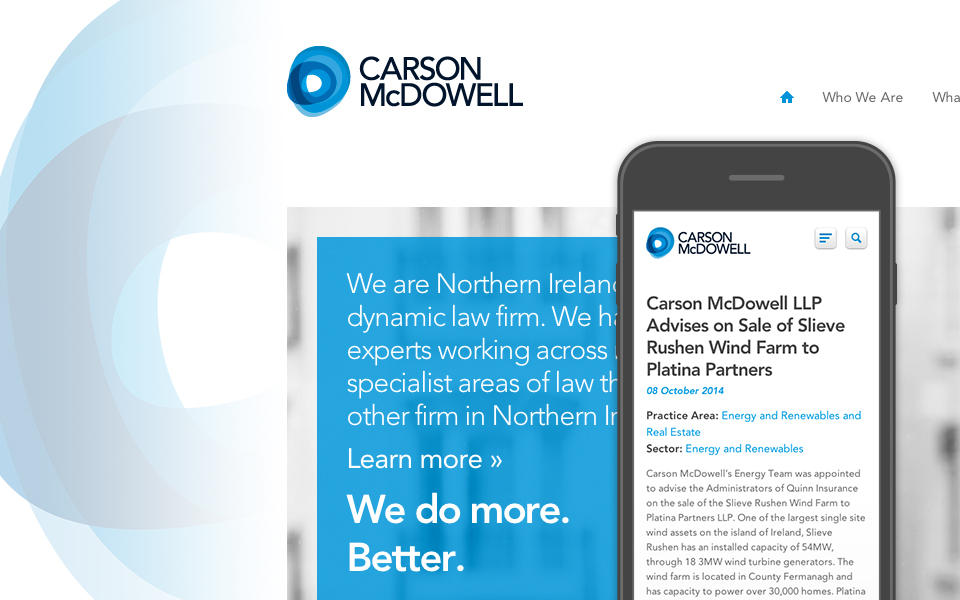 CARSON
McDOWELL
Who We Are
We are Northern
dynamic law firm. We
experts working across
specialist areas of law
other firm in Northern
Learn more »
We do more.
Better.
CARSON
McDOWELL
Carson McDowell LLP
Advises on Sale of Slieve
Rushen Wind Farm to
Platina Partners
08 October 2014
Practice Area: Energy and Renewables and
Real Estate
Sector: Energy and Renewables
Carson McDowell's Energy Team was appointed
to advise the Administrators of Quinn Insurance
on the sale of the Slieve Rushen Wind Farm to
Platina Partners LLP. One of the largest single site
wind assets on the island of Ireland, Slieve
Rushen has an installed capacity of 54MW,
through 18 3MW wind turbine generators. The
wind farm is located in County Fermanagh and
has capacity to power over 30,000 homes. Platina